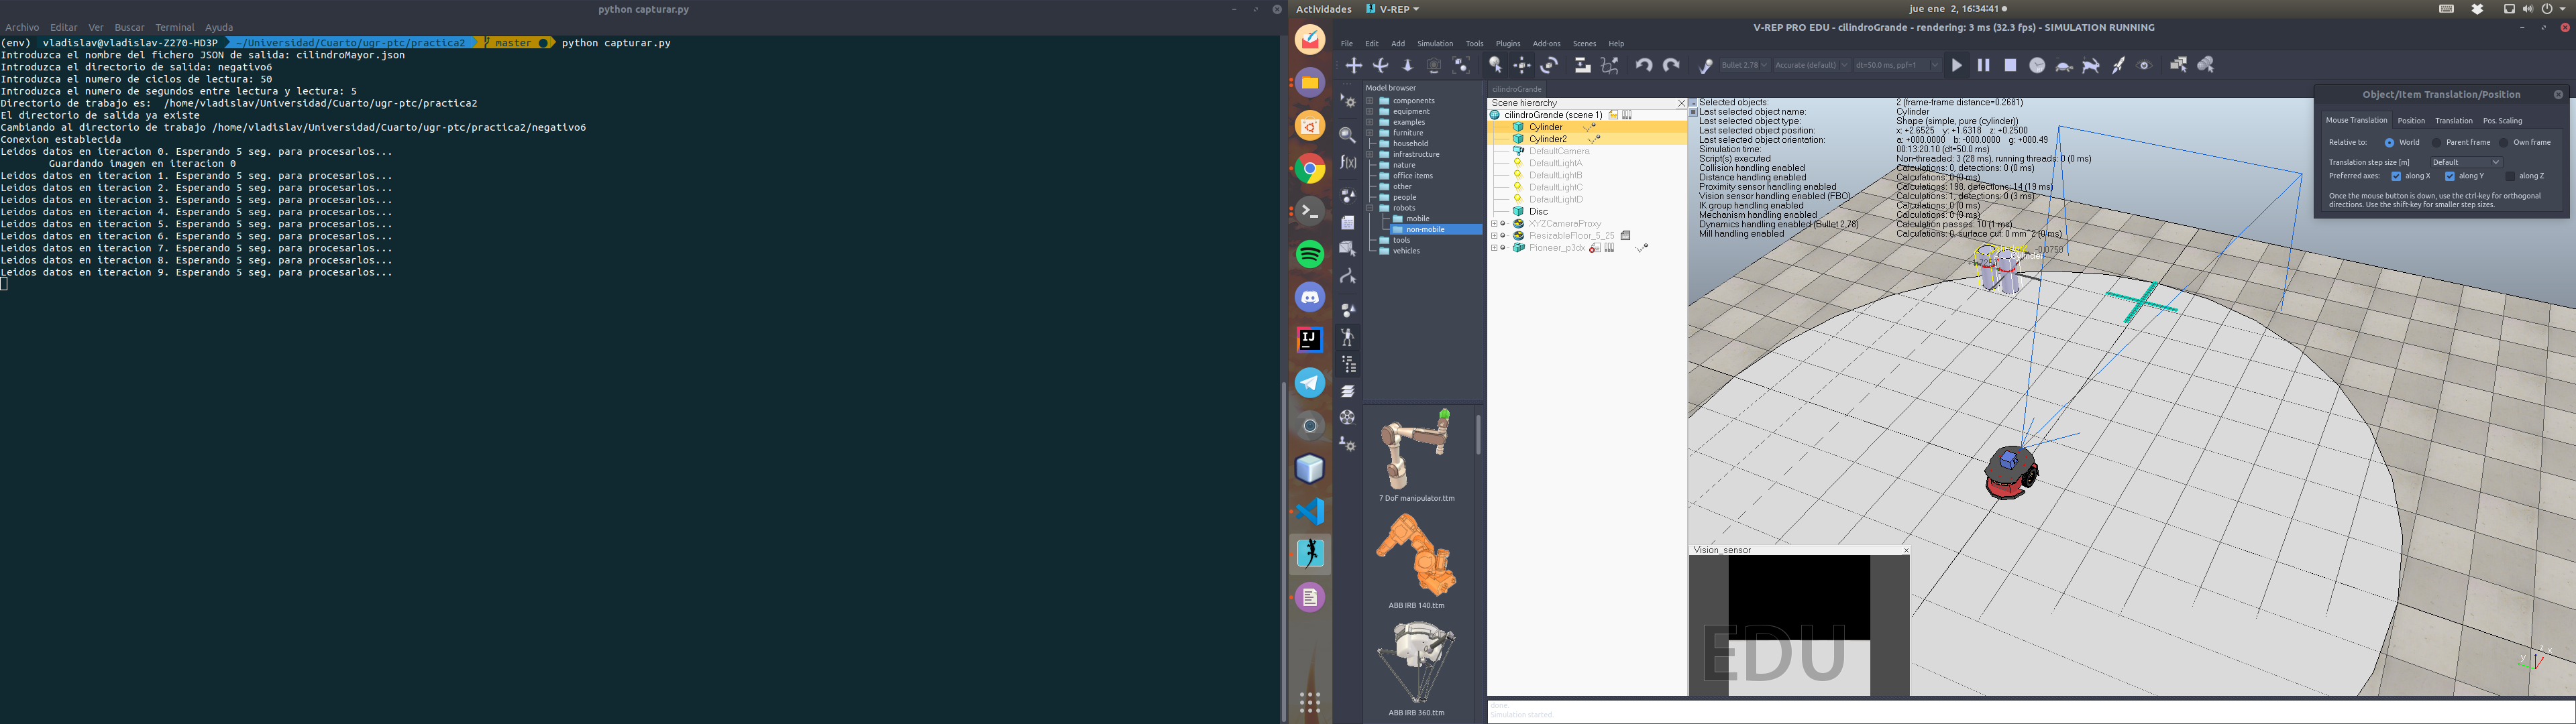 python capturar.py
Archivo Editar Ver Buscar Terminal Ayuda
(env) vladislav@vladislav-Z270-HD3P ~/Universidad/Cuarto/ugr-ptc/practica2 master python capturar.py
Introduzca el nombre del fichero JSON de salida: cilindroMayor.json
Introduzca el directorio de salida: negativo6
Introduzca el numero de ciclos de lectura: 50
Introduzca el numero de segundos entre lectura y lectura: 5
Directorio de trabajo es:  /home/vladislav/Universidad/Cuarto/ugr-ptc/practica2
El directorio de salida ya existe
Cambiando al directorio de trabajo /home/vladislav/Universidad/Cuarto/ugr-ptc/practica2/negativo6
Conexion establecida
Leidos datos en iteracion 0. Esperando 5 seg. para procesarlos...
Guardando imagen en iteracion 0
Leidos datos en iteracion 1. Esperando 5 seg. para procesarlos...
Leidos datos en iteracion 2. Esperando 5 seg. para procesarlos...
Leidos datos en iteracion 3. Esperando 5 seg. para procesarlos...
Leidos datos en iteracion 4. Esperando 5 seg. para procesarlos...
Leidos datos en iteracion 5. Esperando 5 seg. para procesarlos...
Leidos datos en iteracion 6. Esperando 5 seg. para procesarlos...
Leidos datos en iteracion 7. Esperando 5 seg. para procesarlos...
Leidos datos en iteracion 8. Esperando 5 seg. para procesarlos...
Leidos datos en iteracion 9. Esperando 5 seg. para procesarlos...
Actividades V-REP
jue ene 2, 16:34:41
V-REP PRO EDU - cilindroGrande - rendering: 3 ms (32.3 fps) - SIMULATION RUNNING
File Edit Add Simulation Tools Plugins Add-ons Scenes Help
Bullet 2.78 Accurate (default) dt=50.0 ms, ppf=1
Model browser
components
equipment
examples
furniture
household
infrastructure
nature
office items
other
people
robots
mobile
non-mobile
tools
vehicles
7 DoF manipulator.ttm
ABB IRB 140.ttm
ABB IRB 360.ttm
cilindroGrande
Scene hierarchy
cilindroGrande (scene 1)
Cylinder
Cylinder2
DefaultCamera
DefaultLightA
DefaultLightB
DefaultLightC
DefaultLightD
Disc
XYZCameraProxy
ResizableFloor_5_25
Pioneer_p3dx
Selected objects: 2 (frame-frame distance=0.2681)
Last selected object name: Cylinder
Last selected object type: Shape (simple, pure (cylinder))
Last selected object position: x: +2.6525 y: +1.6318 z: +0.2500
Last selected object orientation: a: +000.0000 b: -000.0000 g: +000.49
Simulation time: 00:13:20.10 (dt=50.0 ms)
Script(s) executed Non-threaded: 3 (28 ms), running threads: 0 (0 ms)
Collision handling enabled Calculations: 0, detections: 0 (0 ms)
Distance handling enabled Calculations: 0 (0 ms)
Proximity sensor handling enabled Calculations: 198, detections: 14 (19 ms)
Vision sensor handling enabled (FBO) Calculations: 1, detections: 0 (3 ms)
IK group handling enabled Calculations: 0 (0 ms)
Mechanism handling enabled Calculations: 0 (0 ms)
Dynamics handling enabled (Bullet 2.78) Calculation passes: 10 (1 ms)
Mill handling enabled Calculations: 0, surface cut: 0 mm^2 (0 ms)
-0.0750
Cylinder
Object/Item Translation/Position
Mouse Translation Position Translation Pos. Scaling
Relative to: World Parent frame Own frame
Translation step size [m] Default
Preferred axes: along X along Y along Z
Once the mouse button is down, use the ctrl-key for orthogonal
directions. Use the shift-key for smaller step sizes.
Vision_sensor
EDU
x
y
done.
Simulation started.